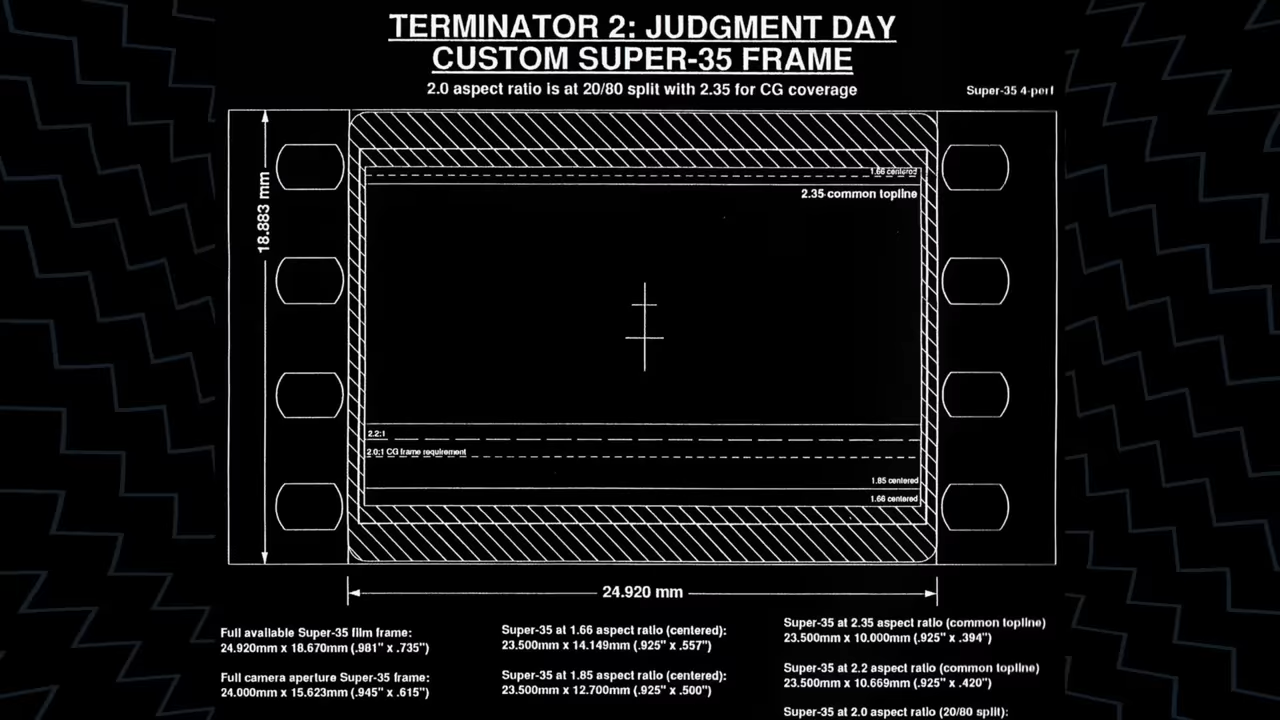 TERMINATOR 2: JUDGMENT DAY
CUSTOM SUPER-35 FRAME
2.0 aspect ratio is at 20/80 split with 2.35 for CG coverage
Super-35 4-perf
18.883 mm
1.66 centered
2.35 common topline
2.2:1
2.0:1 CG frame requirement
1.85 centered
1.66 centered
24.920 mm
Full available Super-35 film frame:
24.920mm x 18.670mm (.981" x .735")
Full camera aperture Super-35 frame:
24.000mm x 15.623mm (.945" x .615")
Super-35 at 1.66 aspect ratio (centered):
23.500mm x 14.149mm (.925" x .557")
Super-35 at 1.85 aspect ratio (centered):
23.500mm x 12.700mm (.925" x .500")
Super-35 at 2.35 aspect ratio (common topline)
23.500mm x 10.000mm (.925" x .394")
Super-35 at 2.2 aspect ratio (common topline)
23.500mm x 10.669mm (.925" x .420")
Super-35 at 2.0 aspect ratio (20/80 split):